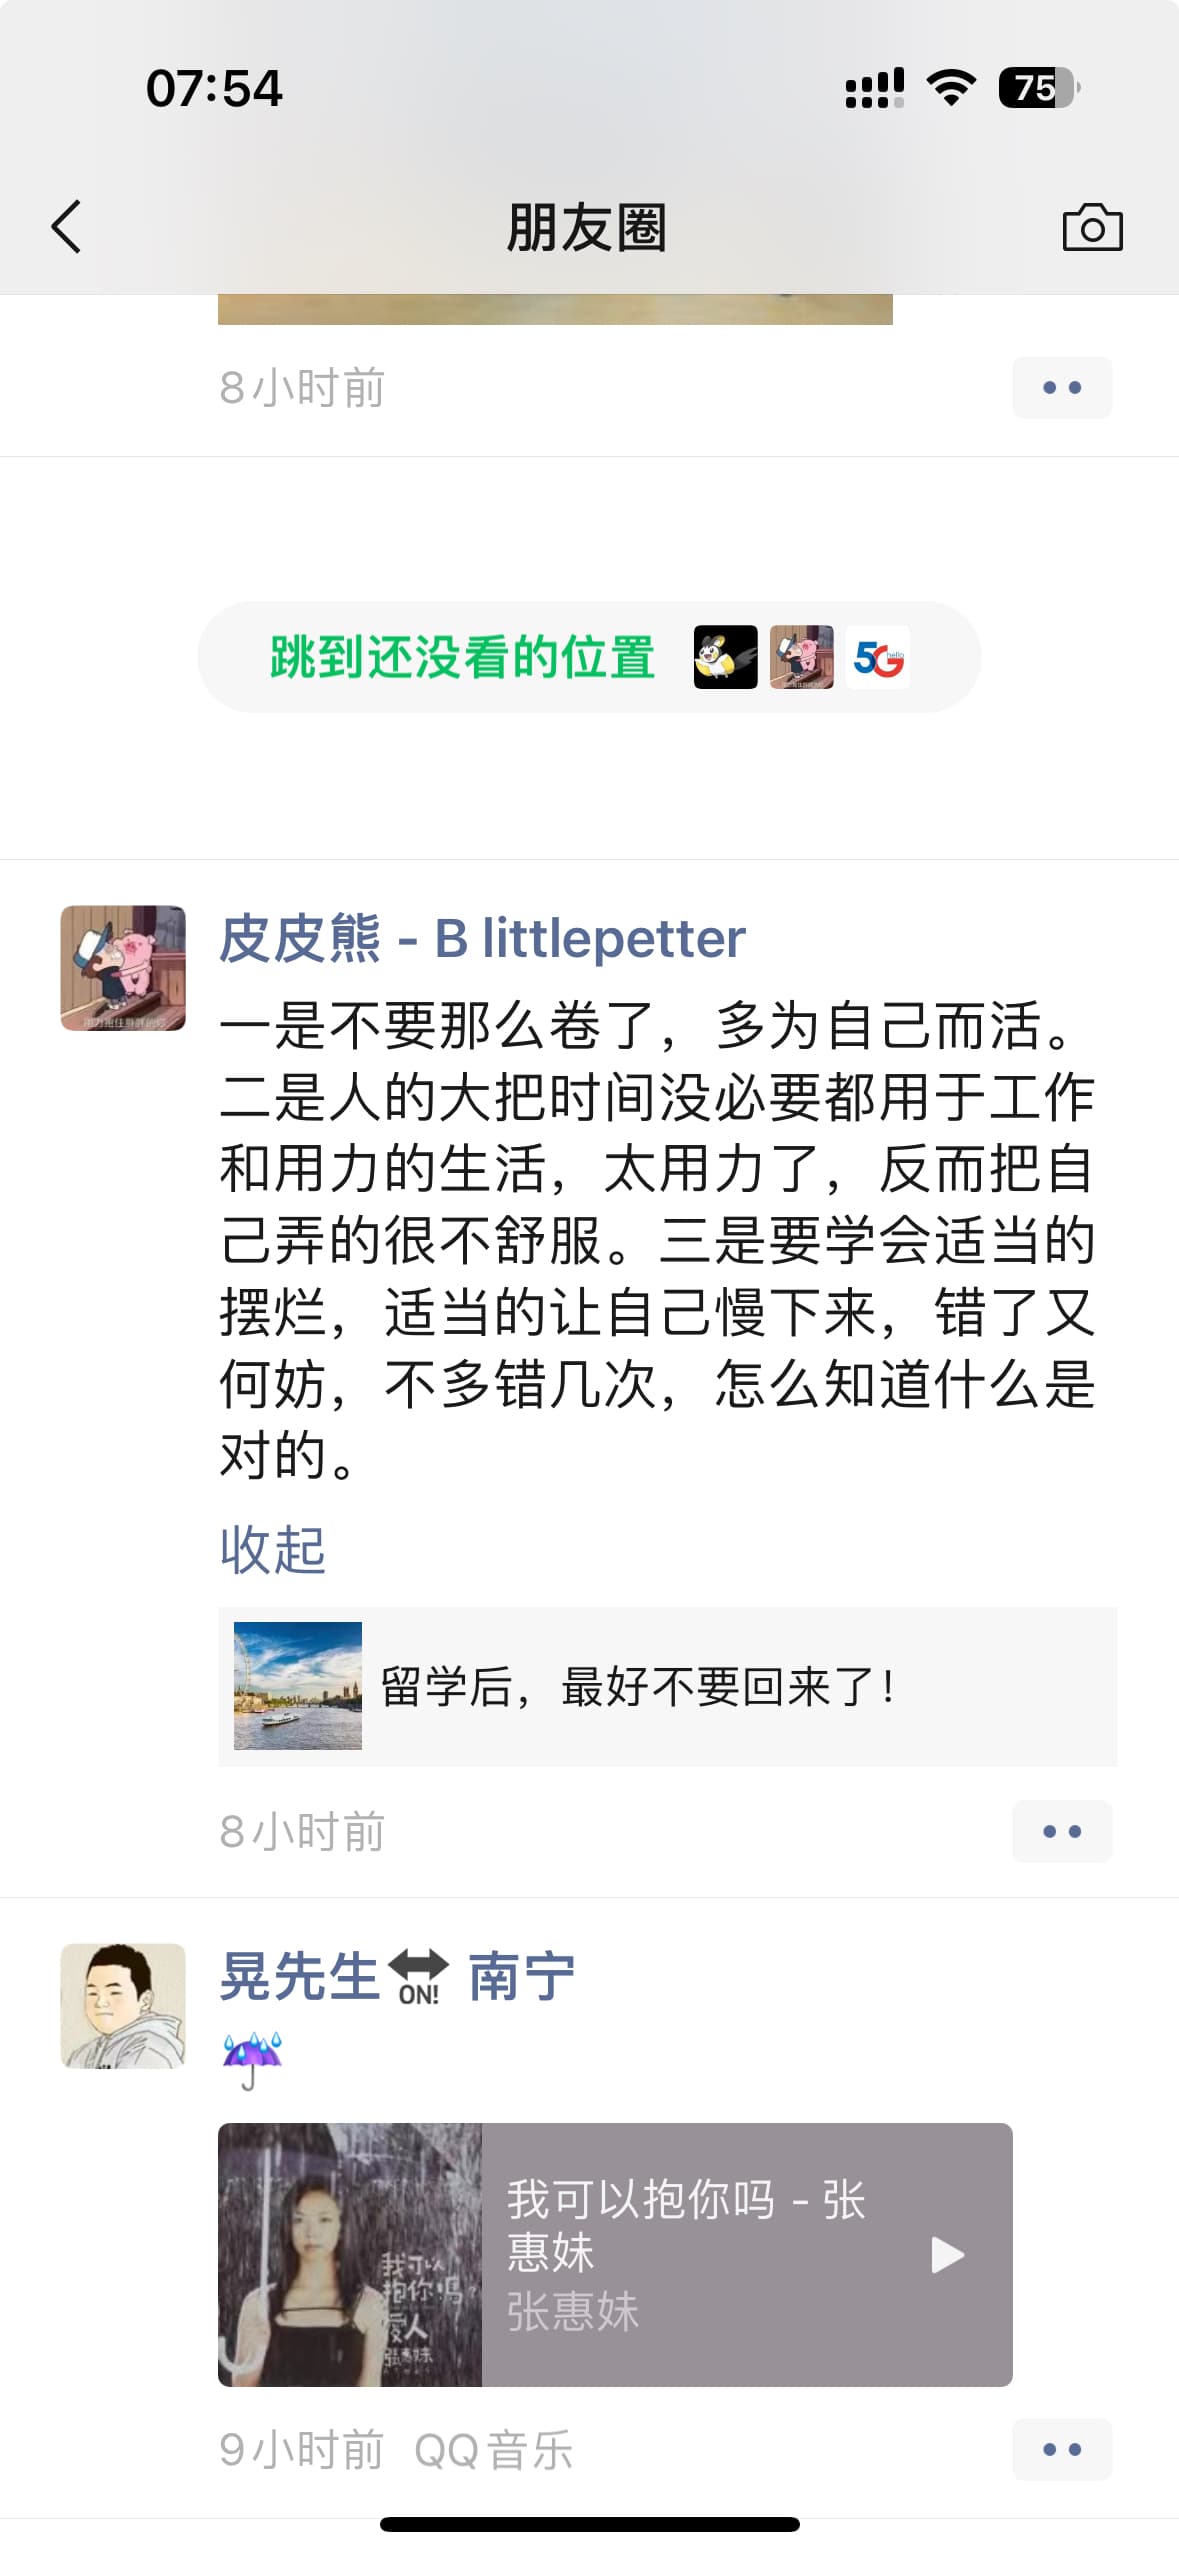 07:54
75
朋友圈
8小时前
跳到还没看的位置
5G
hello
皮皮熊 - B littlepetter
一是不要那么卷了，多为自己而活。
二是人的大把时间没必要都用于工作
和用力的生活，太用力了，反而把自
己弄的很不舒服。三是要学会适当的
摆烂，适当的让自己慢下来，错了又
何妨，不多错几次，怎么知道什么是
对的。
收起
留学后，最好不要回来了！
8小时前
晃先生 ON! 南宁
我可以抱你吗 - 张
惠妹
张惠妹
我可以
抱你吗?
爱人
张惠妹
9小时前 QQ音乐